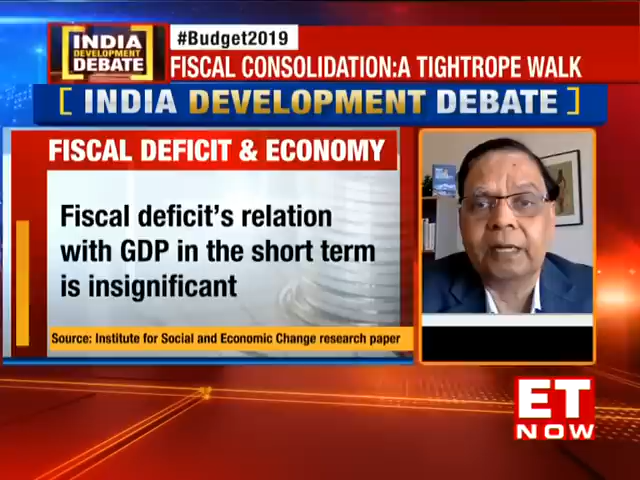 INDIA
DEVELOPMENT
DEBATE
#Budget2019
FISCAL CONSOLIDATION:A TIGHTROPE WALK
[INDIA DEVELOPMENT DEBATE]
FISCAL DEFICIT & ECONOMY
Fiscal deficit's relation
with GDP in the short term
is insignificant
Source: Institute for Social and Economic Change research paper
ET
NOW